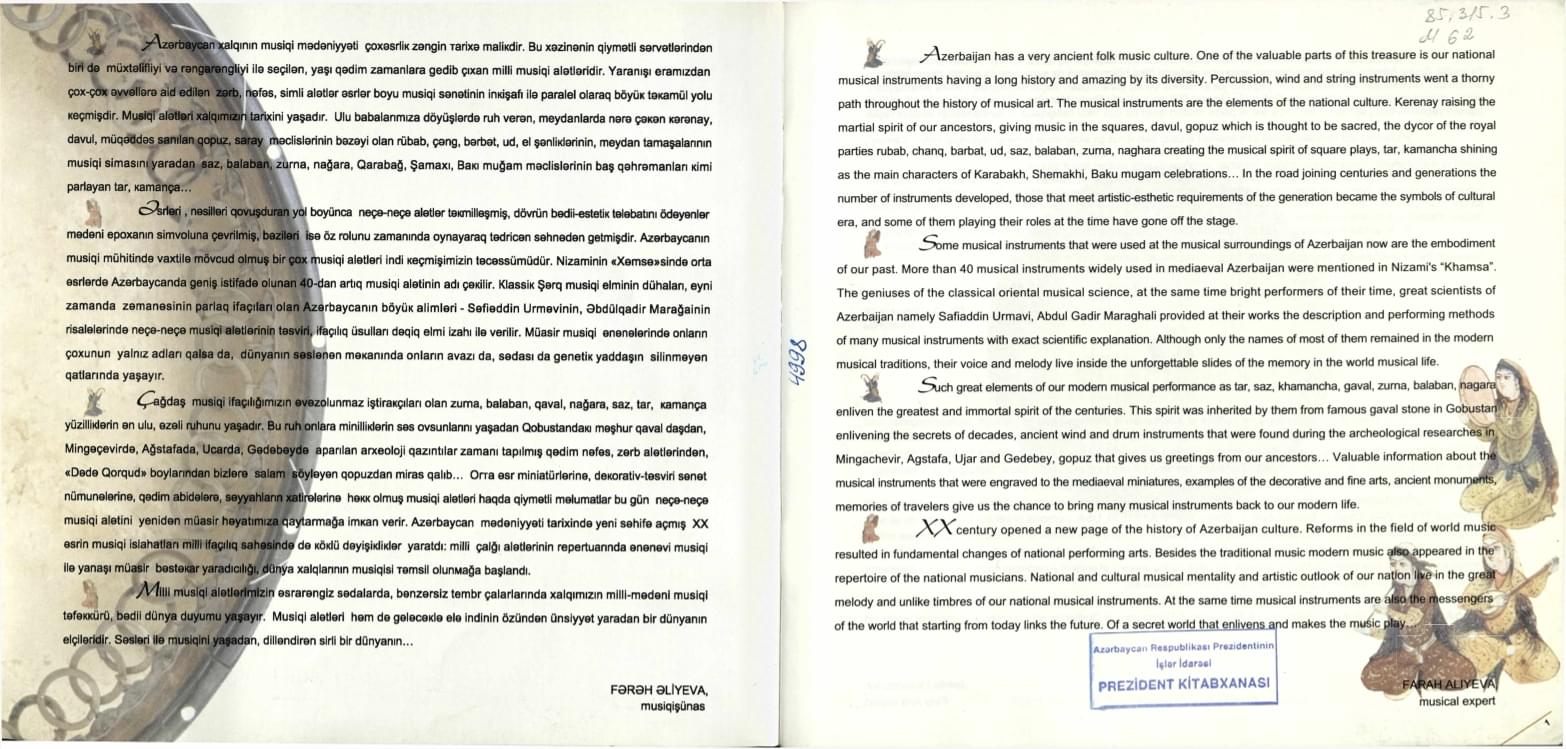 Azərbaycan xalqının musiqi mədəniyyəti çoxəsrlik zəngin tarixə malikdir. Bu xəzinənin qiymətli sərvətlərindən
biri də müxtəlifliyi və rəngarəngliyi ilə seçilən, yaşı qədim zamanlara gedib çıxan milli musiqi alətləridir. Yaranışı eramızdan
çox-çox əvvəllərə aid edilən zərb, nəfəs, simli alətlər əsrlər boyu musiqi sənətinin inkişafı ilə paralel olaraq böyük təkamül yolu
keçmişdir. Musiqi alətləri xalqımızın tarixini yaşadır. Ulu babalarımıza döyüşlərdə ruh verən, meydanlarda nərə çəkən kərənay,
davul, müqəddəs sanılan qopuz, saray məclislərinin bəzəyi olan rübab, çəng, bərbət, ud, el şənliklərinin, meydan tamaşalarının
musiqi simasını yaradan saz, balaban, zurna, nağara, Qarabağ, Şamaxı, Bakı muğam məclislərinin baş qəhrəmanları kimi
parlayan tar, kamança...
Əsrləri , nəsilləri qovuşduran yol boyünca neçə-neçə alətlər təkmilləşmiş, dövrün bədii-estetik tələbatını ödəyənlər
mədəni epoxanın simvoluna çevrilmiş, bəziləri isə öz rolunu zamanında oynayaraq tədricən səhnədən getmişdir. Azərbaycanın
musiqi mühitində vaxtilə mövcud olmuş bir çox musiqi alətləri indi keçmişimizin təcəssümüdür. Nizaminin «Xəmsə»sində orta
əsrlərdə Azərbaycanda geniş istifadə olunan 40-dan artıq musiqi alətinin adı çəkilir. Klassik Şərq musiqi elminin dühaları, eyni
zamanda zəmanəsinin parlaq ifaçıları olan Azərbaycanın böyük alimləri - Səfiəddin Urməvinin, Əbdülqadir Marağainin
risalələrində neçə-neçə musiqi alətlərinin təsviri, ifaçılıq üsulları dəqiq elmi izahı ilə verilir. Müasir musiqi ənənələrində onların
çoxunun yalnız adları qalsa da, dünyanın səslənən məkanında onların avazı da, sədası da genetik yaddaşın silinməyən
qatlarında yaşayır.
Çağdaş musiqi ifaçılığımızın əvəzolunmaz iştirakçıları olan zurna, balaban, qaval, nağara, saz, tar, kamança
yüzilliklərin ən ulu, əzəli ruhunu yaşadır. Bu ruh onlara minilliklərin səs ovsunlarını yaşadan Qobustandakı məşhur qaval daşdan,
Mingəçevirdə, Ağstafada, Ucarda, Gədəbəydə aparılan arxeoloji qazıntılar zamanı tapılmış qədim nəfəs, zərb alətlərindən,
«Dədə Qorqud» boylarından bizlərə salam söyləyən qopuzdan miras qalıb... Orta əsr miniatürlərinə, dekorativ-təsviri sənət
nümunələrinə, qədim abidələrə, səyyahların xatirələrinə həkk olmuş musiqi alətləri haqda qiymətli məlumatlar bu gün neçə-neçə
musiqi alətini yenidən müasir həyatımıza qaytarmağa imkan verir. Azərbaycan mədəniyyəti tarixində yeni səhifə açmış XX
əsrin musiqi islahatları milli ifaçılıq sahəsində də köklü dəyişikliklər yaratdı: milli çalğı alətlərinin repertuarında ənənəvi musiqi
ilə yanaşı müasir bəstəkar yaradıcılığı, dünya xalqlarının musiqisi təmsil olunmağa başlandı.
Milli musiqi alətlərimizin əsrarəngiz sədalarda, bənzərsiz tembr çalarlarında xalqımızın milli-mədəni musiqi
təfəkkürü, bədii dünya duyumu yaşayır. Musiqi alətləri həm də gələcəklə elə indinin özündən ünsiyyət yaradan bir dünyanın
elçiləridir. Səsləri ilə musiqini yaşadan, dilləndirən sirli bir dünyanın...
FƏRƏH ƏLİYEVA,
musiqişünas
4998
85,315.3
M 62
Azerbaijan has a very ancient folk music culture. One of the valuable parts of this treasure is our national
musical instruments having a long history and amazing by its diversity. Percussion, wind and string instruments went a thorny
path throughout the history of musical art. The musical instruments are the elements of the national culture. Kerenay raising the
martial spirit of our ancestors, giving music in the squares, davul, gopuz which is thought to be sacred, the dycor of the royal
parties rubab, chanq, barbat, ud, saz, balaban, zurna, naghara creating the musical spirit of square plays, tar, kamancha shining
as the main characters of Karabakh, Shemakhi, Baku mugam celebrations... In the road joining centuries and generations the
number of instruments developed, those that meet artistic-esthetic requirements of the generation became the symbols of cultural
era, and some of them playing their roles at the time have gone off the stage.
Some musical instruments that were used at the musical surroundings of Azerbaijan now are the embodiment
of our past. More than 40 musical instruments widely used in mediaeval Azerbaijan were mentioned in Nizami's “Khamsa”.
The geniuses of the classical oriental musical science, at the same time bright performers of their time, great scientists of
Azerbaijan namely Safiaddin Urmavi, Abdul Gadir Maraghali provided at their works the description and performing methods
of many musical instruments with exact scientific explanation. Although only the names of most of them remained in the modern
musical traditions, their voice and melody live inside the unforgettable slides of the memory in the world musical life.
Such great elements of our modern musical performance as tar, saz, khamancha, gaval, zurna, balaban, nagara
enliven the greatest and immortal spirit of the centuries. This spirit was inherited by them from famous gaval stone in Gobustan
enlivening the secrets of decades, ancient wind and drum instruments that were found during the archeological researches in
Mingachevir, Agstafa, Ujar and Gedebey, gopuz that gives us greetings from our ancestors... Valuable information about the
musical instruments that were engraved to the mediaeval miniatures, examples of the decorative and fine arts, ancient monuments,
memories of travelers give us the chance to bring many musical instruments back to our modern life.
XX century opened a new page of the history of Azerbaijan culture. Reforms in the field of world music
resulted in fundamental changes of national performing arts. Besides the traditional music modern music also appeared in the
repertoire of the national musicians. National and cultural musical mentality and artistic outlook of our nation live in the great
melody and unlike timbres of our national musical instruments. At the same time musical instruments are also the messengers
of the world that starting from today links the future. Of a secret world that enlivens and makes the music play...
Azərbaycan Respublikası Prezidentinin
İşlər İdarəsi
PREZİDENT KİTABXANASI
FARAH ALIYEVA
musical expert
1